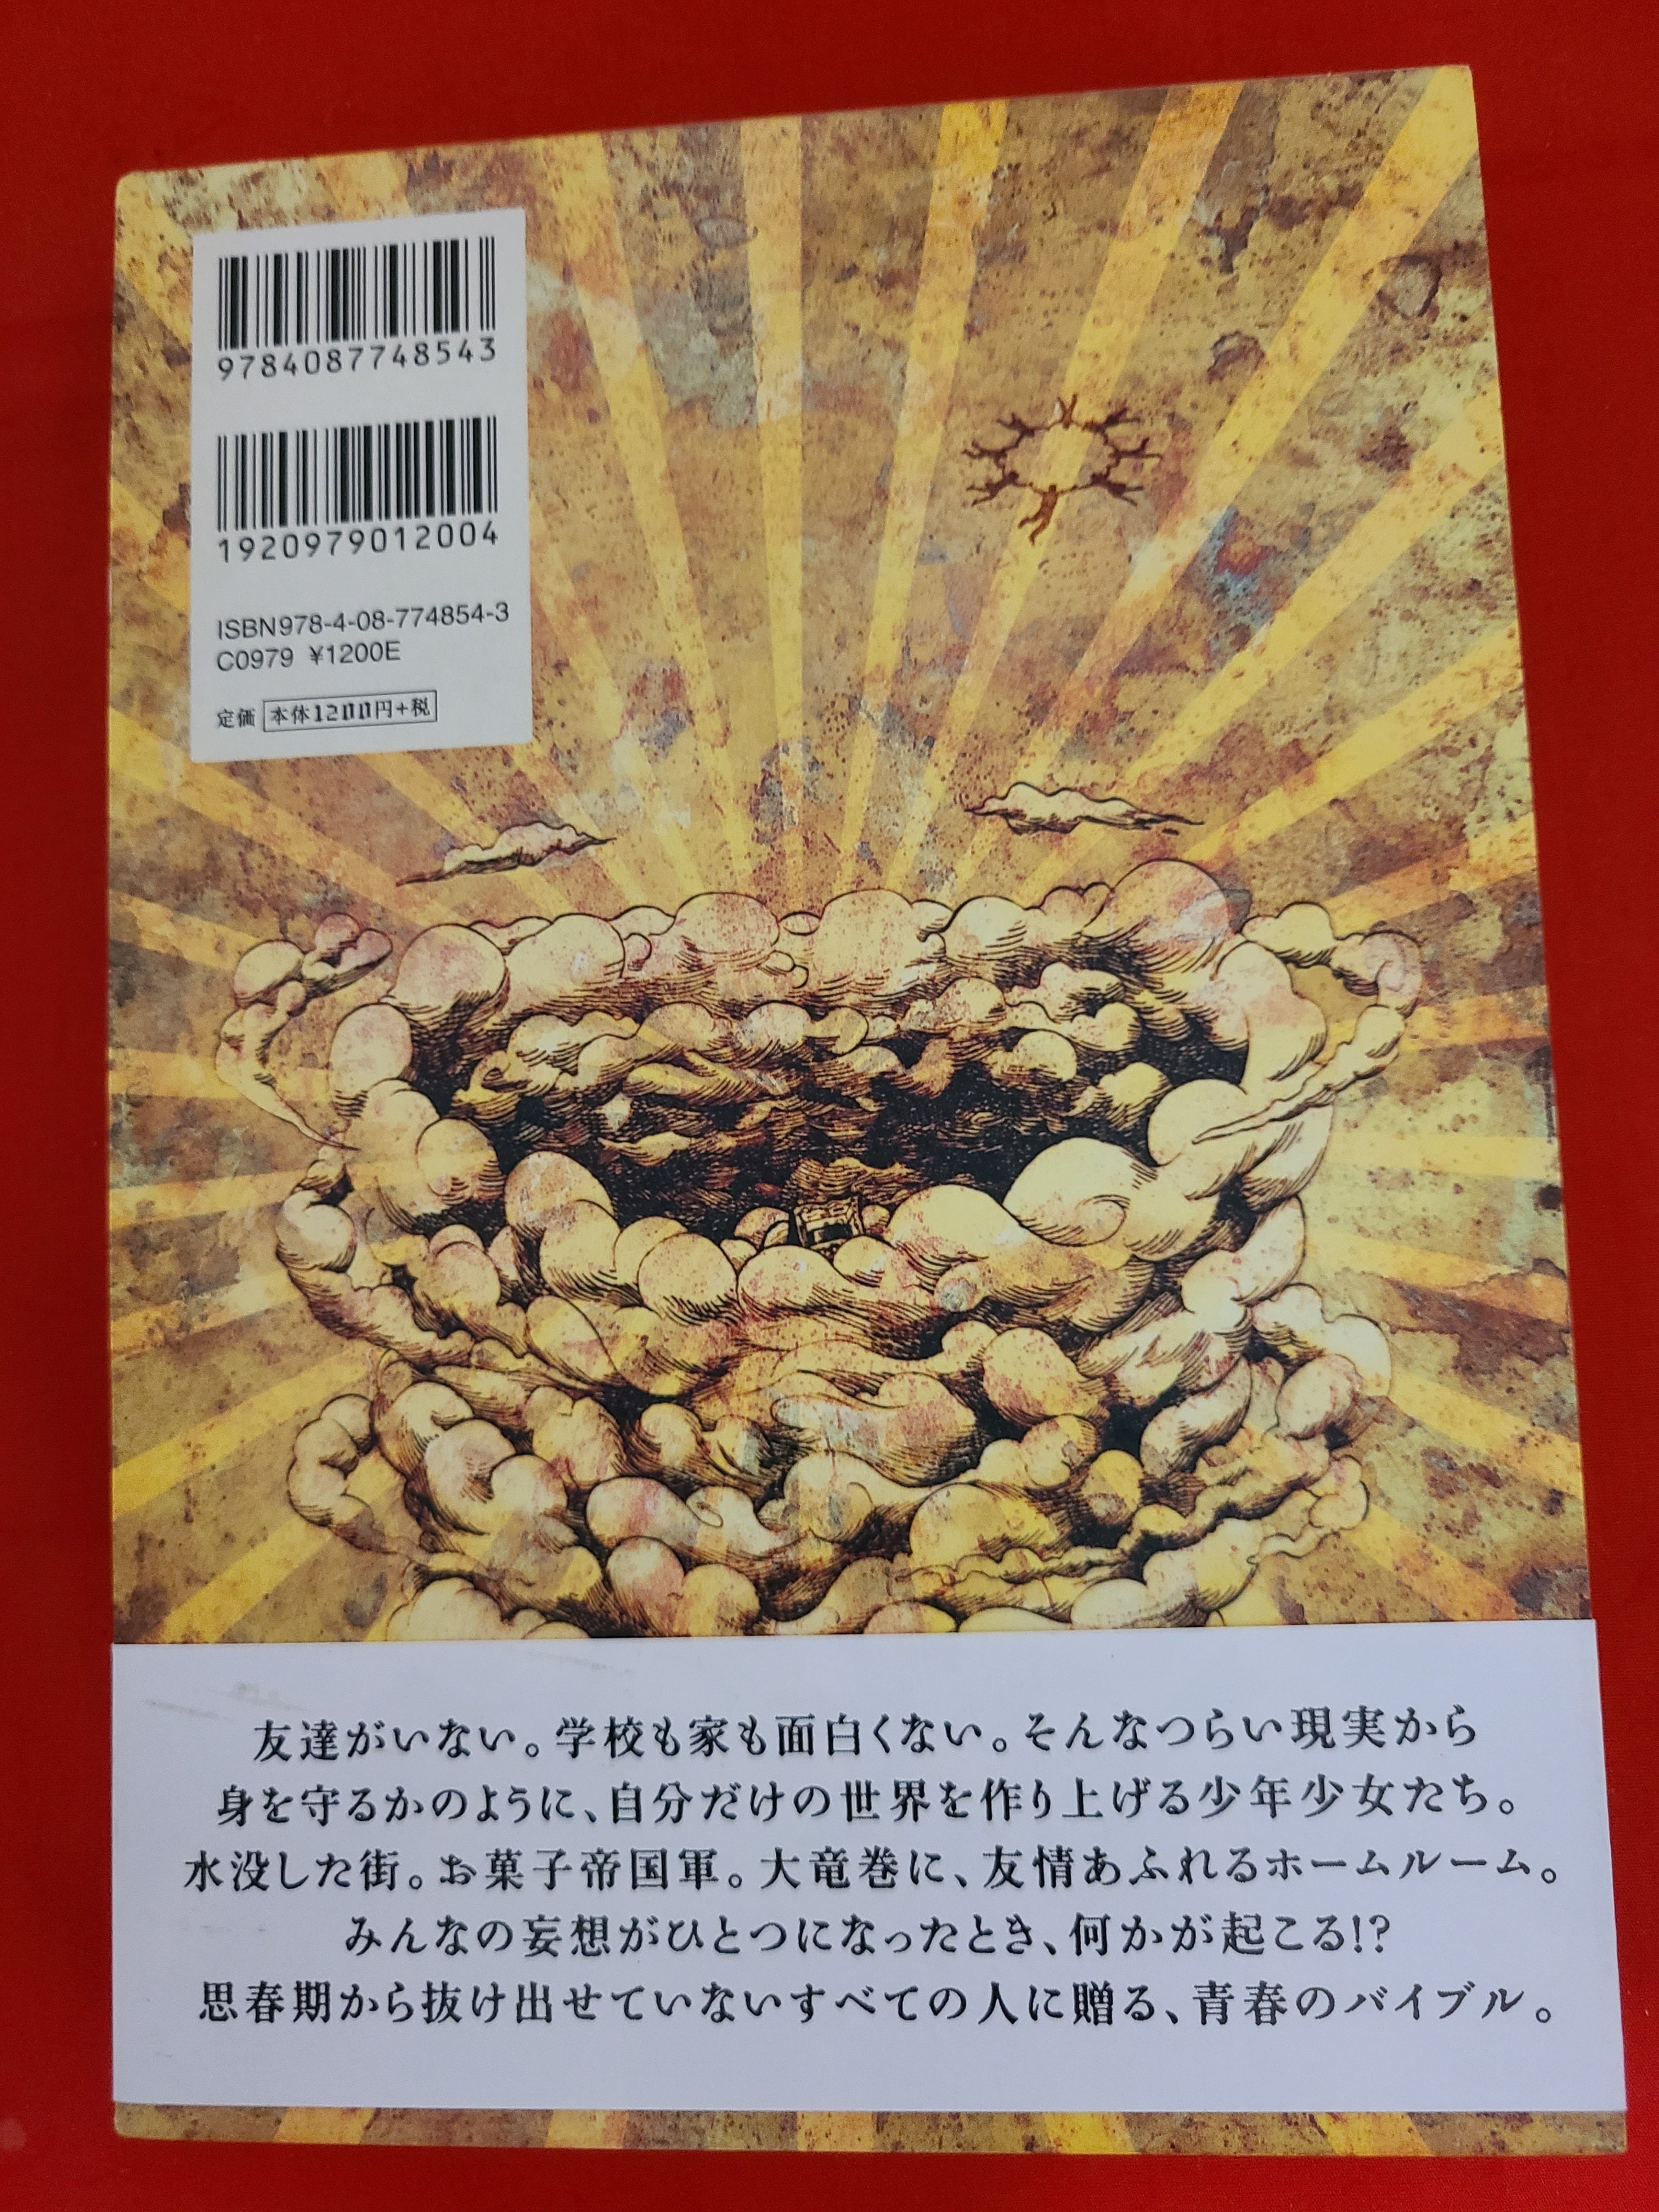 9784087748543
1920979012004
ISBN978-4-08-774854-3
C0979 ¥1200E
定価 本体1200円+税
友達がいない。学校も家も面白くない。そんなつらい現実から
身を守るかのように、自分だけの世界を作り上げる少年少女たち。
水没した街。お菓子帝国軍。大竜巻に、友情あふれるホームルーム。
みんなの妄想がひとつになったとき、何かが起こる!?
思春期から抜け出せていないすべての人に贈る、青春のバイブル。